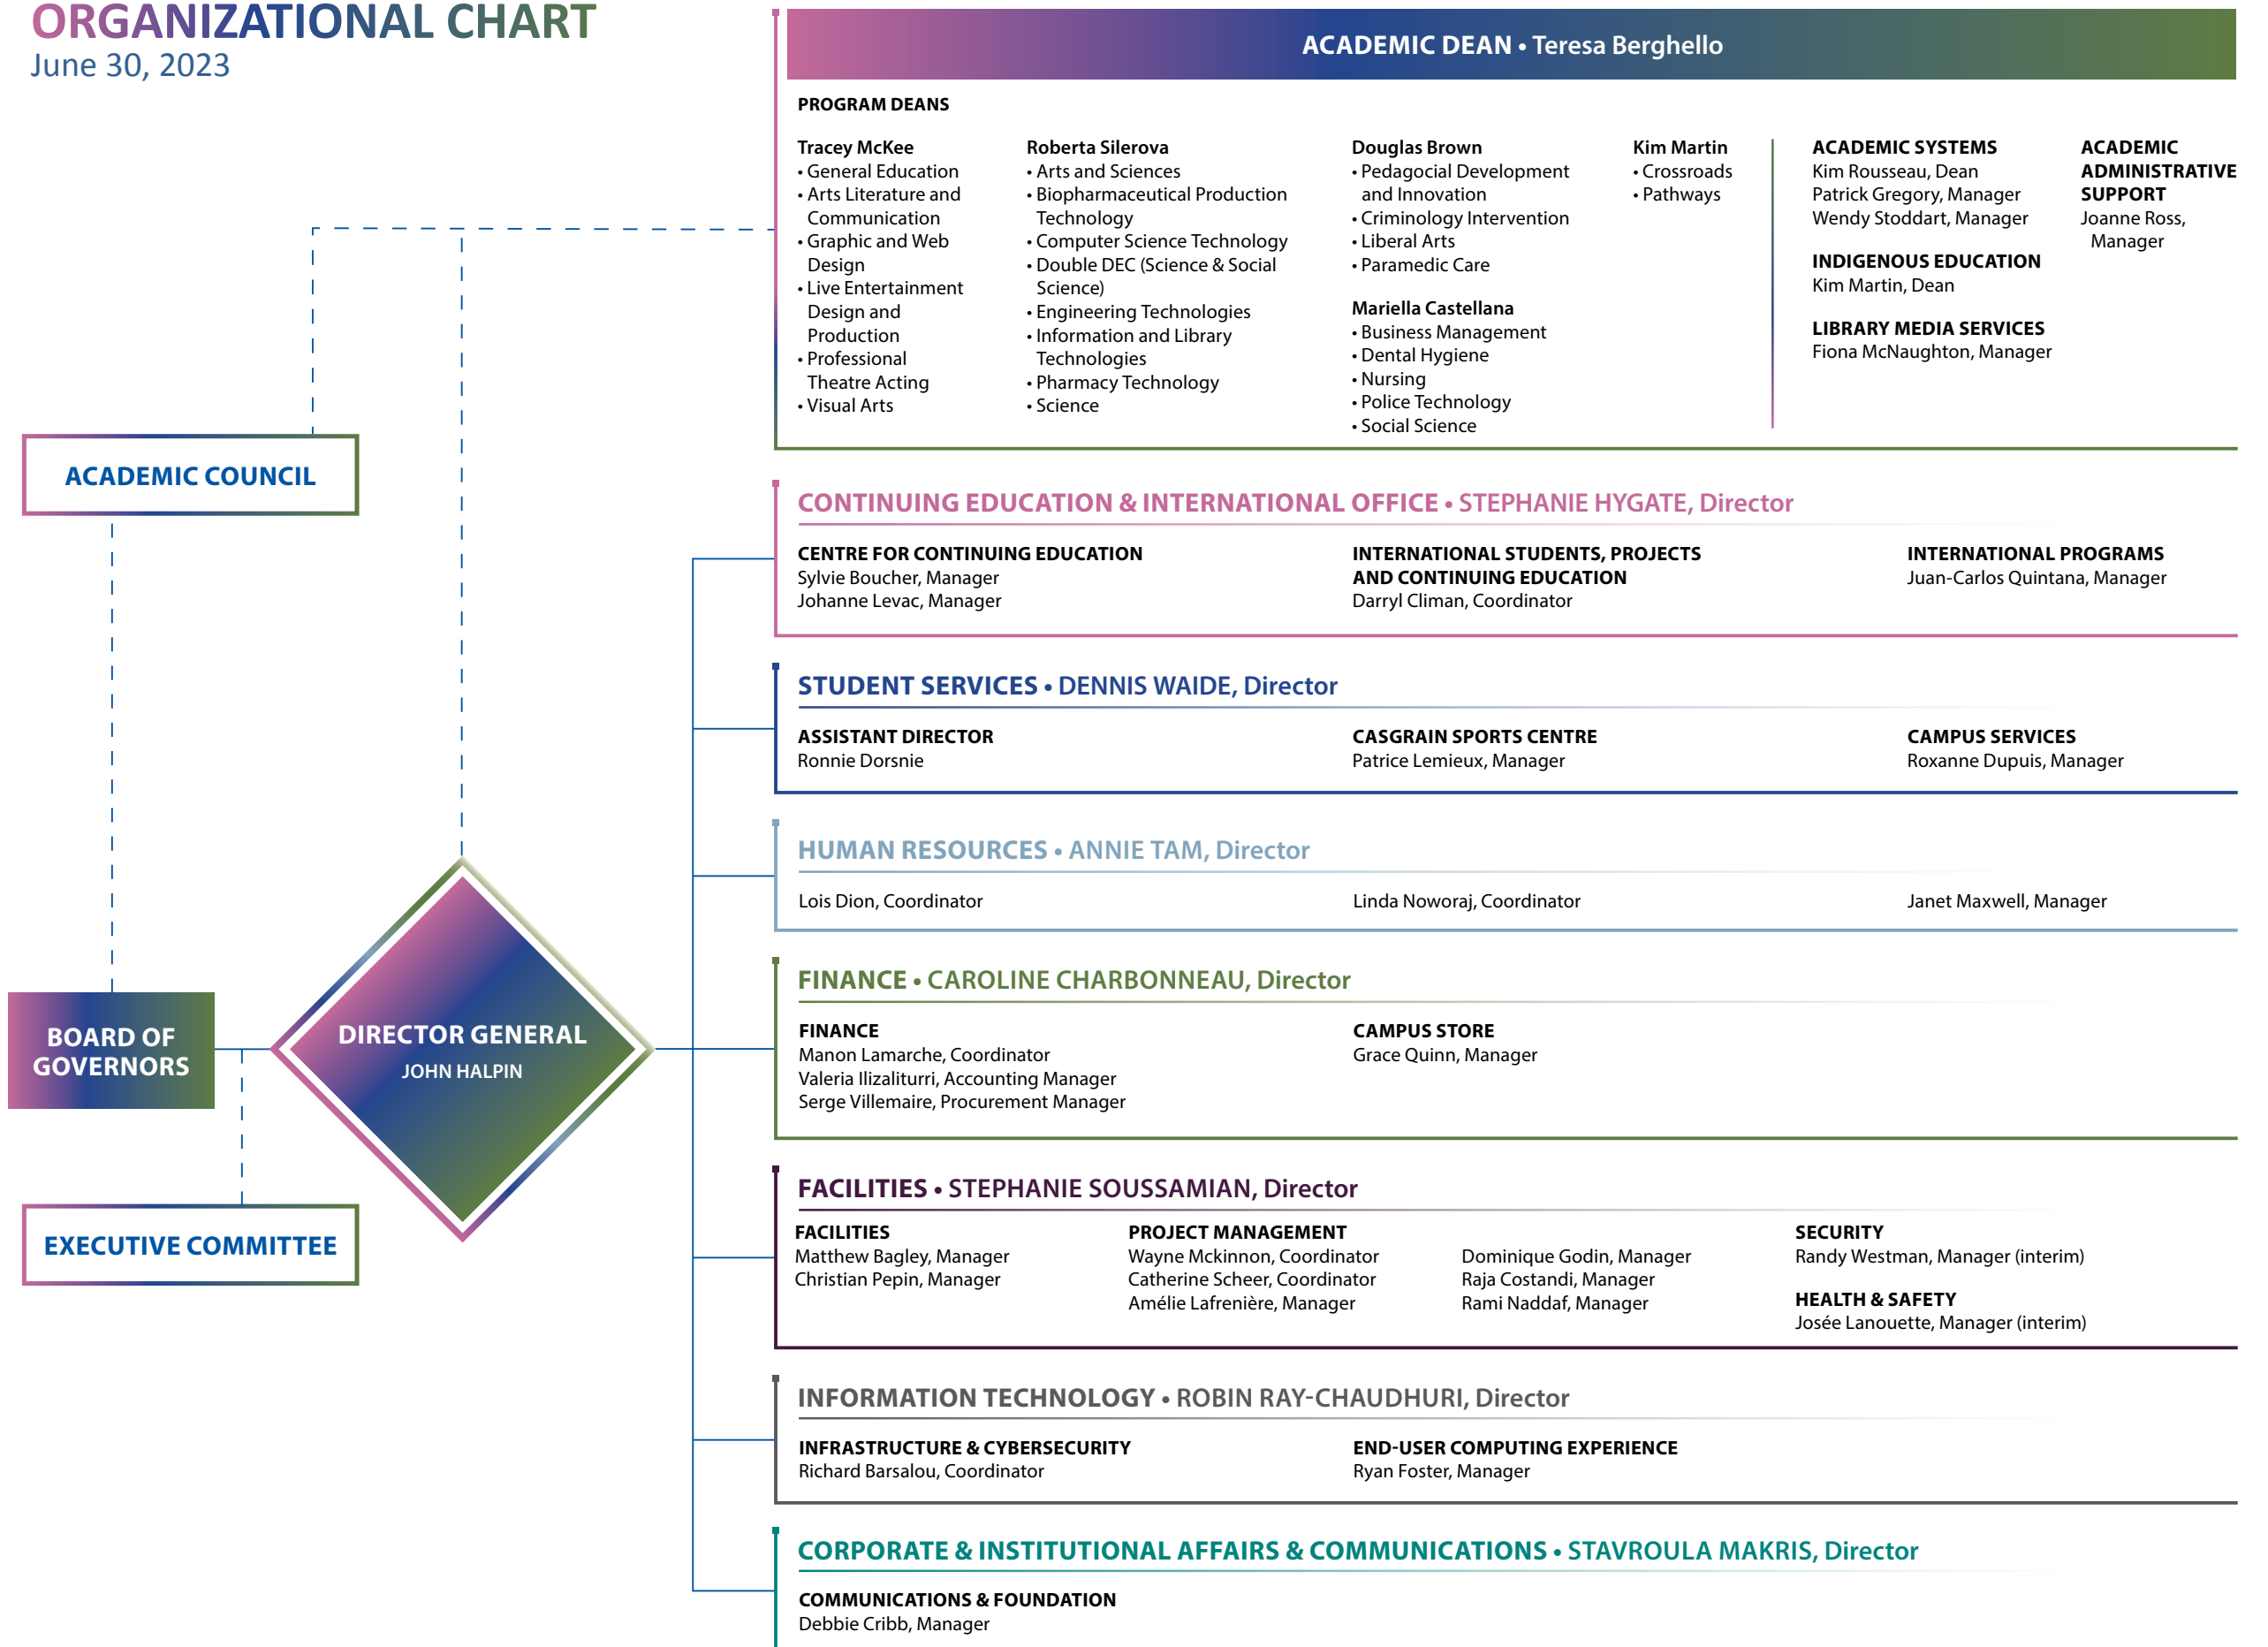 ORGANIZATIONAL CHART
June 30, 2023
ACADEMIC DEAN • Teresa Berghello
PROGRAM DEANS
Tracey McKee
• General Education
• Arts Literature and
Communication
• Graphic and Web
Design
• Live Entertainment
Design and
Production
• Professional
Theatre Acting
• Visual Arts
Roberta Silerova
• Arts and Sciences
• Biopharmaceutical Production
Technology
• Computer Science Technology
• Double DEC (Science & Social
Science)
• Engineering Technologies
• Information and Library
Technologies
• Pharmacy Technology
• Science
Douglas Brown
• Pedagocial Development
and Innovation
• Criminology Intervention
• Liberal Arts
• Paramedic Care
Mariella Castellana
• Business Management
• Dental Hygiene
• Nursing
• Police Technology
• Social Science
Kim Martin
• Crossroads
• Pathways
ACADEMIC SYSTEMS
Kim Rousseau, Dean
Patrick Gregory, Manager
Wendy Stoddart, Manager
INDIGENOUS EDUCATION
Kim Martin, Dean
LIBRARY MEDIA SERVICES
Fiona McNaughton, Manager
ACADEMIC
ADMINISTRATIVE
SUPPORT
Joanne Ross,
Manager
ACADEMIC COUNCIL
BOARD OF
GOVERNORS
DIRECTOR GENERAL
JOHN HALPIN
EXECUTIVE COMMITTEE
CONTINUING EDUCATION & INTERNATIONAL OFFICE • STEPHANIE HYGATE, Director
CENTRE FOR CONTINUING EDUCATION
Sylvie Boucher, Manager
Johanne Levac, Manager
INTERNATIONAL STUDENTS, PROJECTS
AND CONTINUING EDUCATION
Darryl Climan, Coordinator
INTERNATIONAL PROGRAMS
Juan-Carlos Quintana, Manager
STUDENT SERVICES • DENNIS WAIDE, Director
ASSISTANT DIRECTOR
Ronnie Dorsnie
CASGRAIN SPORTS CENTRE
Patrice Lemieux, Manager
CAMPUS SERVICES
Roxanne Dupuis, Manager
HUMAN RESOURCES • ANNIE TAM, Director
Lois Dion, Coordinator
Linda Noworaj, Coordinator
Janet Maxwell, Manager
FINANCE • CAROLINE CHARBONNEAU, Director
FINANCE
Manon Lamarche, Coordinator
Valeria Ilizaliturri, Accounting Manager
Serge Villemaire, Procurement Manager
CAMPUS STORE
Grace Quinn, Manager
FACILITIES • STEPHANIE SOUSSAMIAN, Director
FACILITIES
Matthew Bagley, Manager
Christian Pepin, Manager
PROJECT MANAGEMENT
Wayne Mckinnon, Coordinator
Catherine Scheer, Coordinator
Amélie Lafrenière, Manager
Dominique Godin, Manager
Raja Costandi, Manager
Rami Naddaf, Manager
SECURITY
Randy Westman, Manager (interim)
HEALTH & SAFETY
Josée Lanouette, Manager (interim)
INFORMATION TECHNOLOGY • ROBIN RAY-CHAUDHURI, Director
INFRASTRUCTURE & CYBERSECURITY
Richard Barsalou, Coordinator
END-USER COMPUTING EXPERIENCE
Ryan Foster, Manager
CORPORATE & INSTITUTIONAL AFFAIRS & COMMUNICATIONS • STAVROULA MAKRIS, Director
COMMUNICATIONS & FOUNDATION
Debbie Cribb, Manager